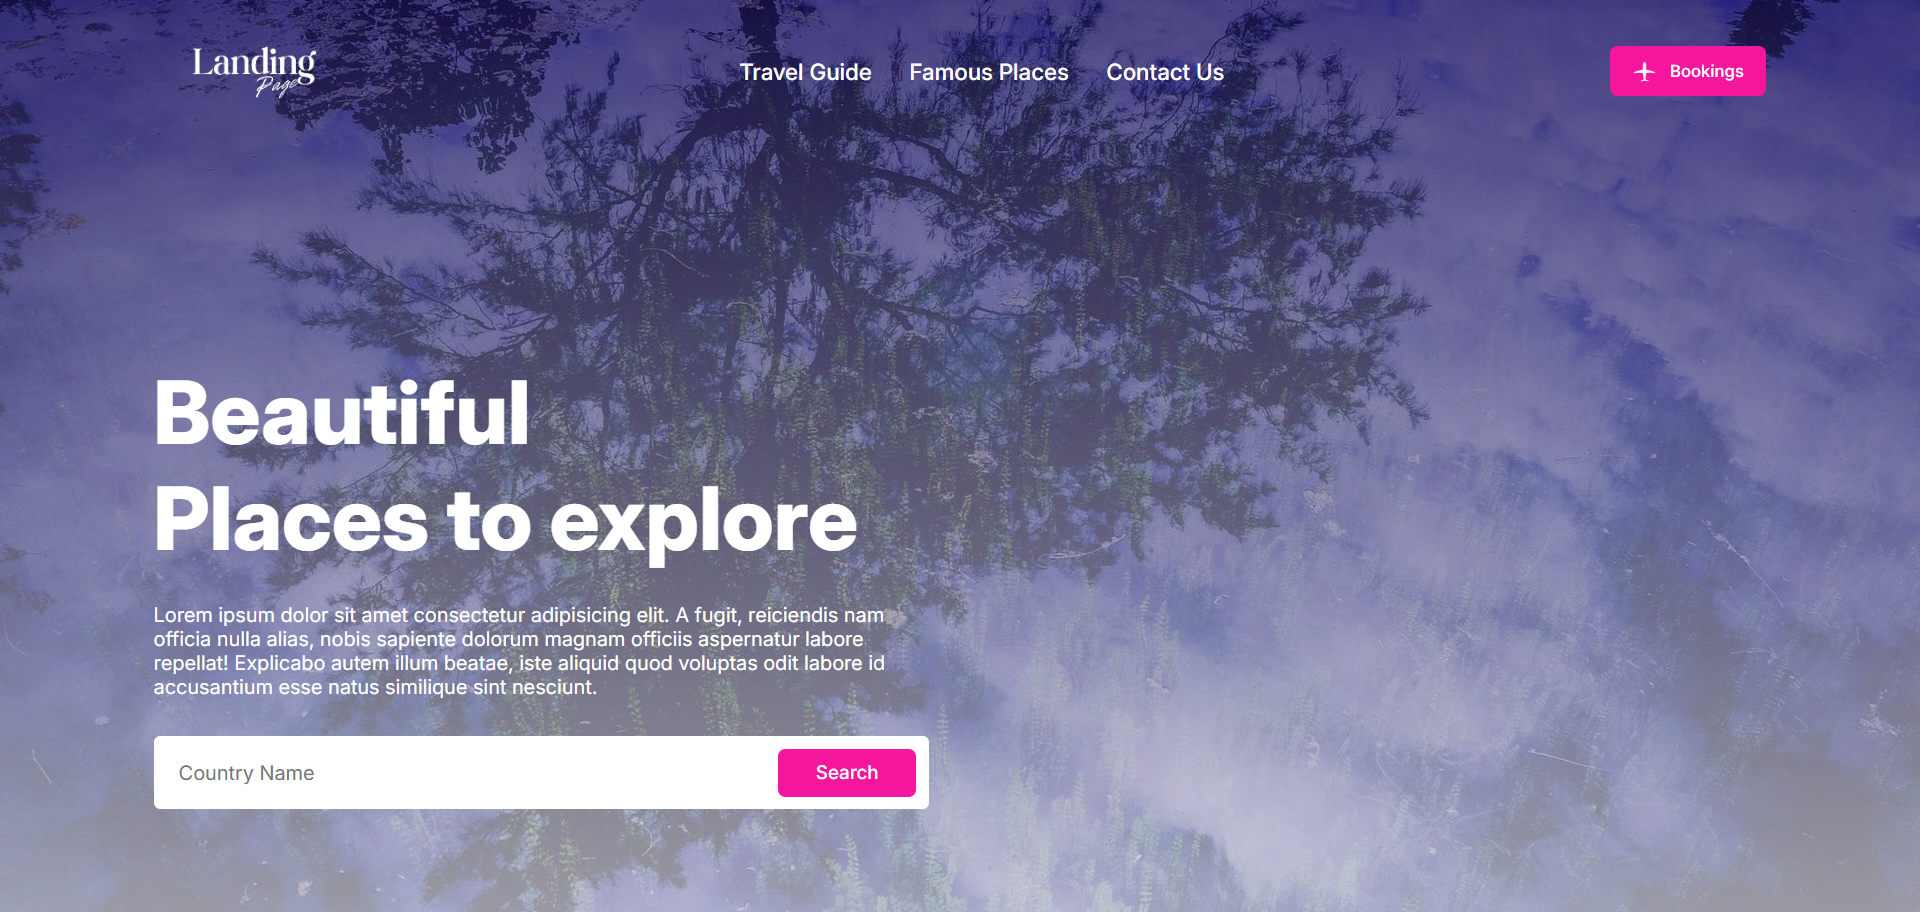 Landing
Page
Travel Guide
Famous Places
Contact Us
Bookings
Beautiful
Places to explore
Lorem ipsum dolor sit amet consectetur adipisicing elit. A fugit, reiciendis nam
officia nulla alias, nobis sapiente dolorum magnam officiis aspernatur labore
repellat! Explicabo autem illum beatae, iste aliquid quod voluptas odit labore id
accusantium esse natus similique sint nesciunt.
Country Name
Search